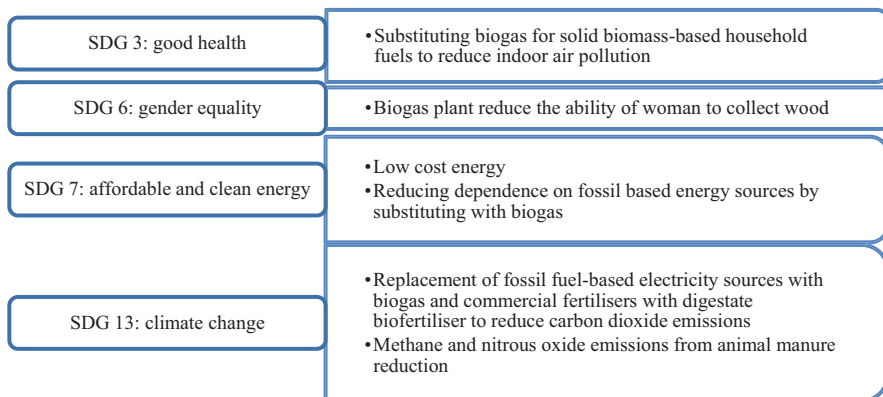 SDG 3: good health
•Substituting biogas for solid biomass-based household
fuels to reduce indoor air pollution
SDG 6: gender equality
•Biogas plant reduce the ability of woman to collect wood
SDG 7: affordable and clean energy
•Low cost energy
•Reducing dependence on fossil based energy sources by
substituting with biogas
SDG 13: climate change
•Replacement of fossil fuel-based electricity sources with
biogas and commercial fertilisers with digestate
biofertiliser to reduce carbon dioxide emissions
•Methane and nitrous oxide emissions from animal manure
reduction